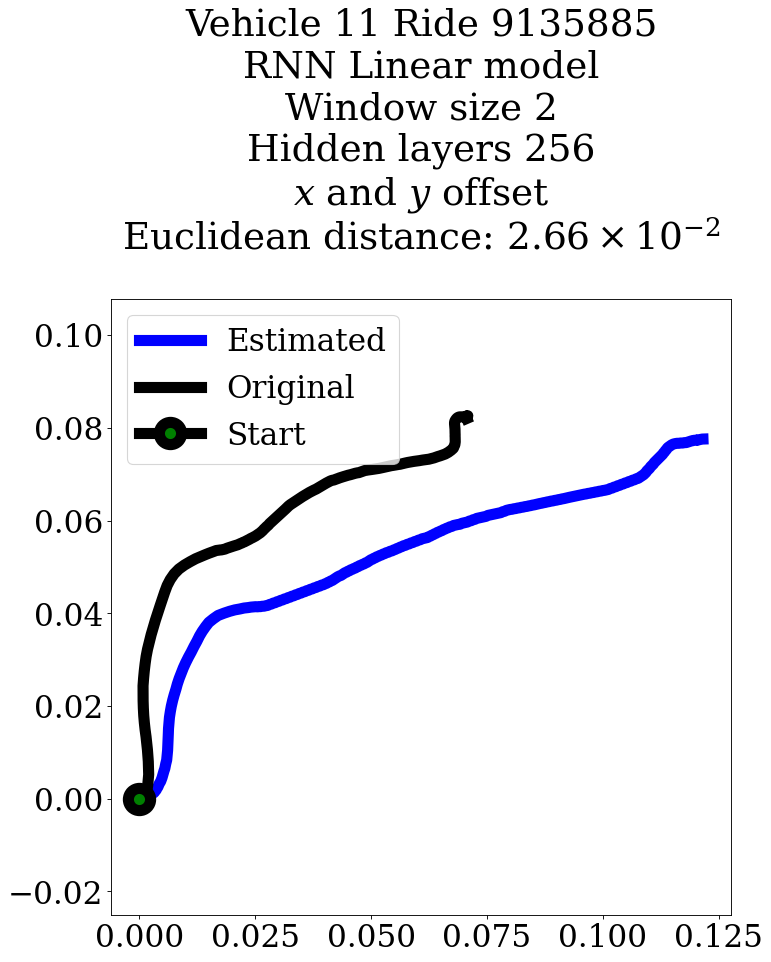 Vehicle 11 Ride 9135885
RNN Linear model
Window size 2
Hidden layers 256
x and y offset
Euclidean distance: 2.66 × 10⁻²
Estimated
Original
Start
0.10
0.08
0.06
0.04
0.02
0.00
−0.02
0.000 0.025 0.050 0.075 0.100 0.125